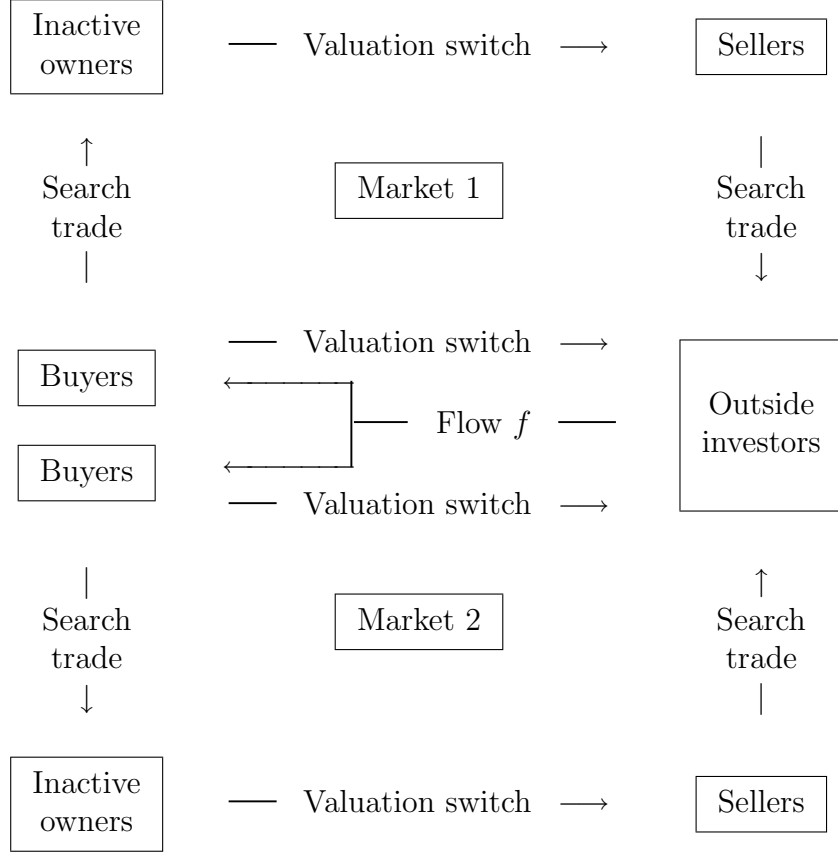 Inactive
owners
Valuation switch
Sellers
Search
trade
Market 1
Search
trade
Valuation switch
Buyers
Flow f
Outside
investors
Buyers
Valuation switch
Search
trade
Market 2
Search
trade
Inactive
owners
Valuation switch
Sellers